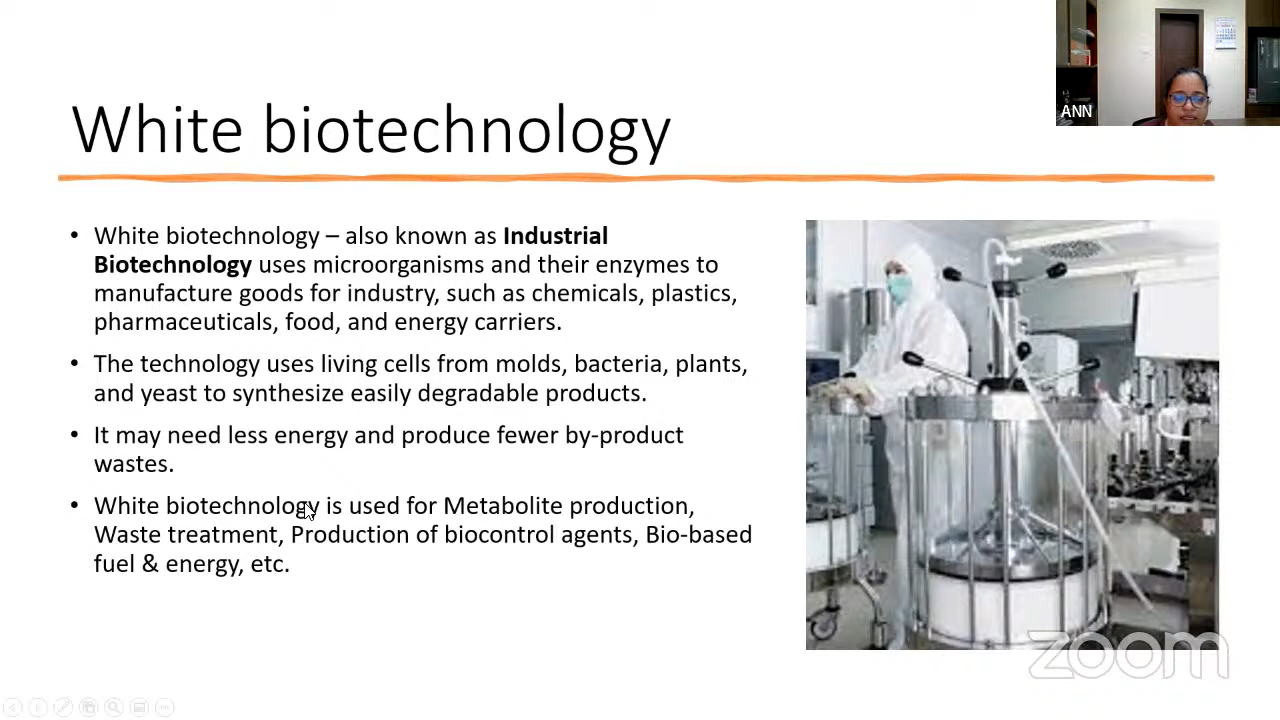 ANN
White biotechnology
• White biotechnology – also known as Industrial
Biotechnology uses microorganisms and their enzymes to
manufacture goods for industry, such as chemicals, plastics,
pharmaceuticals, food, and energy carriers.
• The technology uses living cells from molds, bacteria, plants,
and yeast to synthesize easily degradable products.
• It may need less energy and produce fewer by-product
wastes.
• White biotechnology is used for Metabolite production,
Waste treatment, Production of biocontrol agents, Bio-based
fuel & energy, etc.
zoom